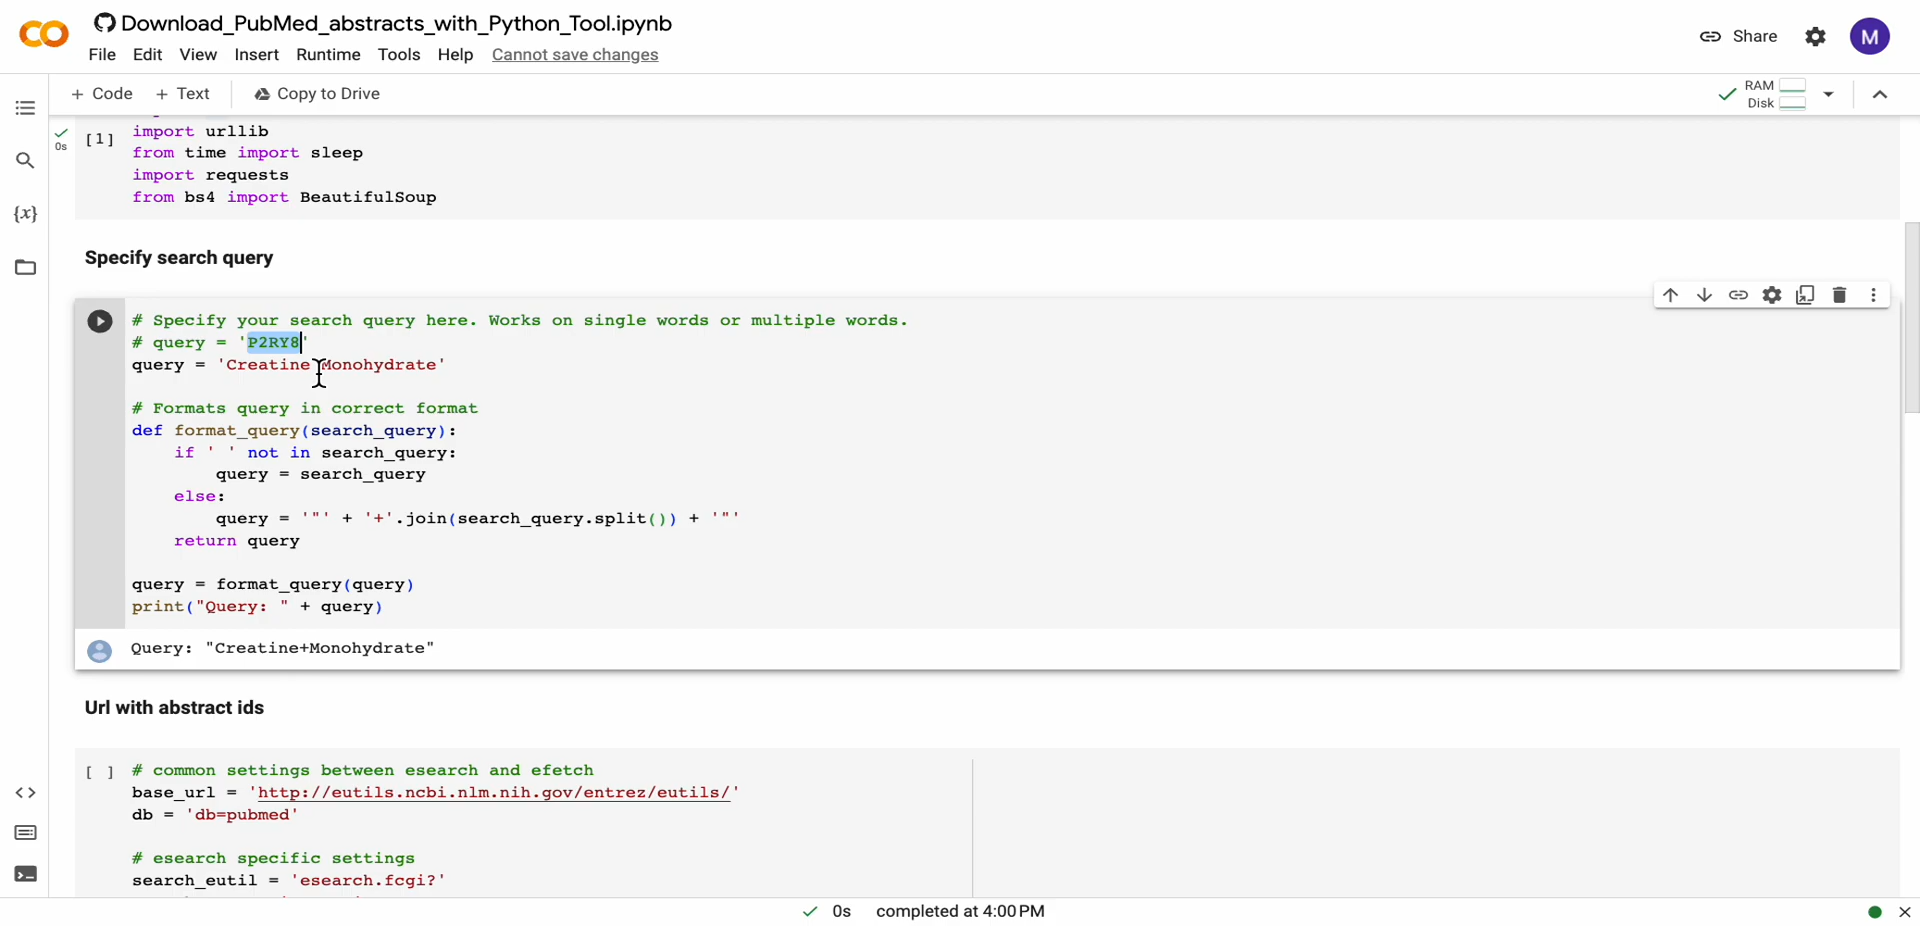 Download_PubMed_abstracts_with_Python_Tool.ipynb
File Edit View Insert Runtime Tools Help Cannot save changes
Share
M
+ Code + Text Copy to Drive
RAM
Disk
0s
[1]
import urllib
from time import sleep
import requests
from bs4 import BeautifulSoup
{x}
Specify search query
# Specify your search query here. Works on single words or multiple words.
# query = 'P2RY8'
query = 'Creatine Monohydrate'
# Formats query in correct format
def format_query(search_query):
    if ' ' not in search_query:
        query = search_query
    else:
        query = '"' + '+'.join(search_query.split()) + '"'
    return query
query = format_query(query)
print("Query: " + query)
Query: "Creatine+Monohydrate"
Url with abstract ids
[ ] # common settings between esearch and efetch
base_url = 'http://eutils.ncbi.nlm.nih.gov/entrez/eutils/'
db = 'db=pubmed'
# esearch specific settings
search_eutil = 'esearch.fcgi?'
0s completed at 4:00 PM